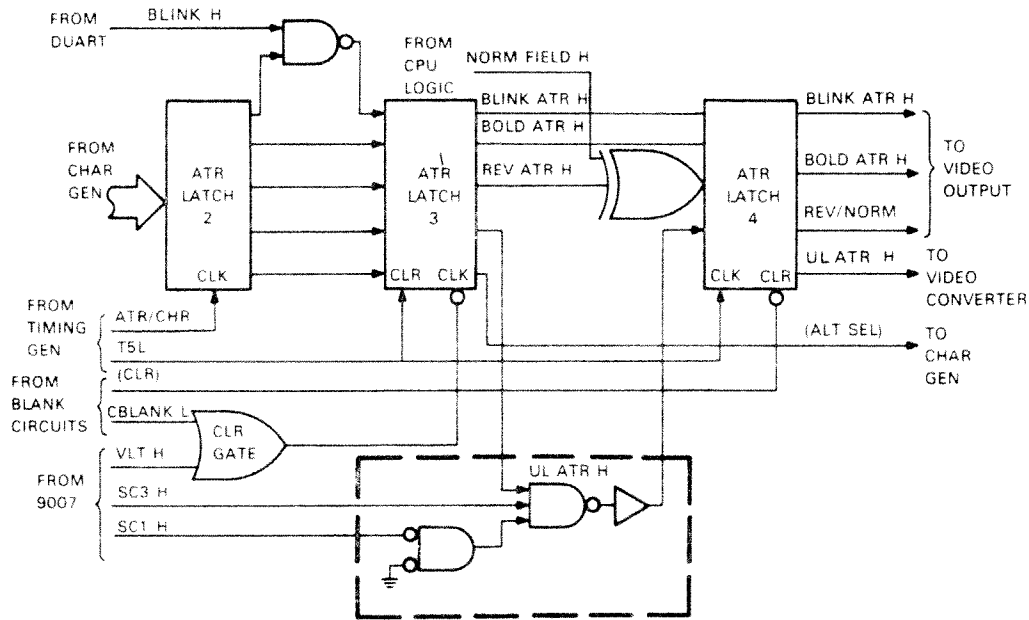 FROM
DUART
BLINK H
FROM
CPU
LOGIC
NORM FIELD H
BLINK ATR H
BOLD ATR H
REV ATR H
BLINK ATR H
BOLD ATR H
REV/NORM
TO
VIDEO
OUTPUT
UL ATR H
TO
VIDEO
CONVERTER
FROM
CHAR
GEN
ATR
LATCH
2
CLK
ATR
LATCH
3
CLR
CLK
ATR
LATCH
4
CLK
CLR
FROM
TIMING
GEN
ATR/CHR
T5L
(ALT SEL)
TO
CHAR
GEN
FROM
BLANK
CIRCUITS
(CLR)
CBLANK L
CLR
GATE
FROM
9007
VLT H
SC3 H
SC1 H
UL ATR H